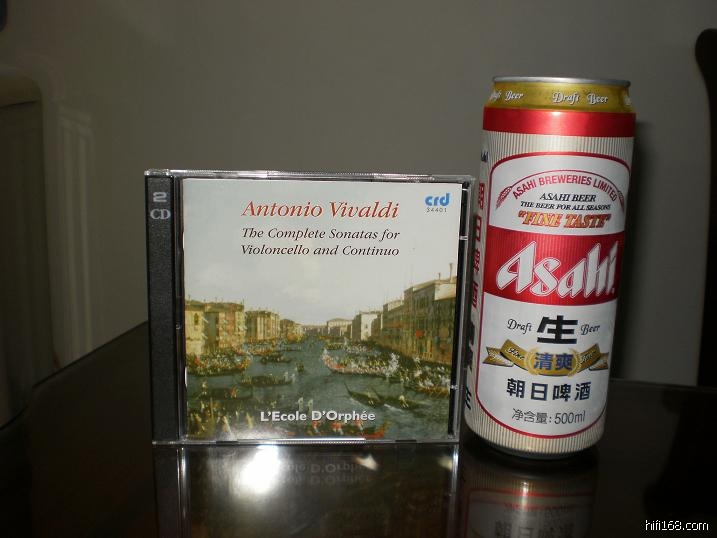 2
CD
crd
34401
Antonio Vivaldi
The Complete Sonatas for
Violoncello and Continuo
L'Ecole D'Orphée
Beer Draft Beer
ASAHI BREWERIES LIMITED
ASAHI BEER
THE BEER FOR ALL SEASONS
"FINE TASTE"
Asahi
Draft 生 Beer
清爽
朝日啤酒
净含量: 500ml
L'Ecole D'Orphée
hifi168.com